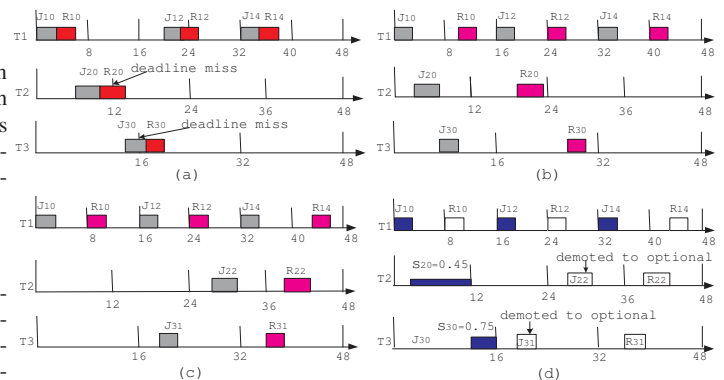 J10 R10 J12 R12 J14 R14
T1
8 16 24 32 40 48
J20 R20 deadline miss
T2
12 24 36 48
J30 R30 deadline miss
T3
16 32 48
(a)
J10 R10 J12 R12 J14 R14
T1
8 16 24 32 40 48
R20
J20
T2
12 24 36 48
J30 R30
T3
16 32 48
(b)
J10 R10 J12 R12 J14 R14
T1
8 16 24 32 40 48
J22 R22
T2
12 24 36 48
J31 R31
T3
16 32 48
(c)
J10 R10 J12 R12 J14 R14
T1
8 16 24 32 40 48
demoted to optional
S20=0.45
T2
J22 R22
12 24 36 48
demoted to optional
S30=0.75
T3 J30
J31 R31
16 32 48
(d)